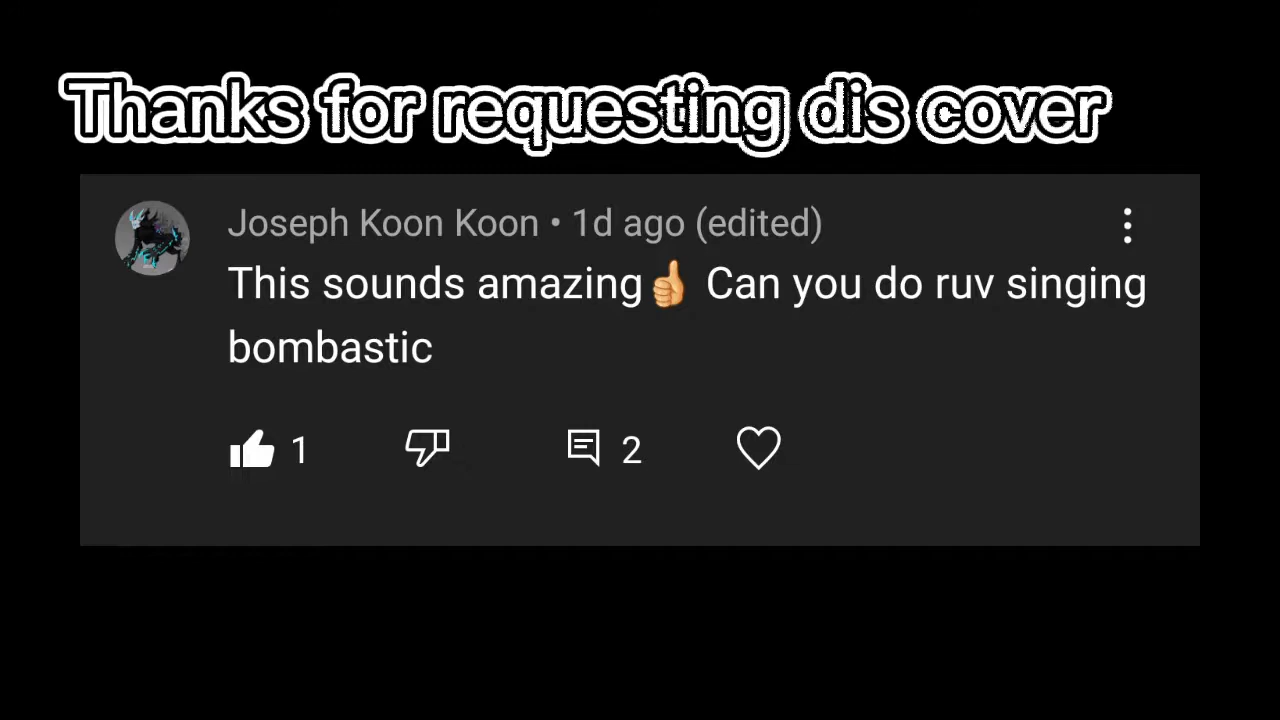 Thanks for requesting dis cover
Joseph Koon Koon • 1d ago (edited)
This sounds amazing👍 Can you do ruv singing
bombastic
1 2